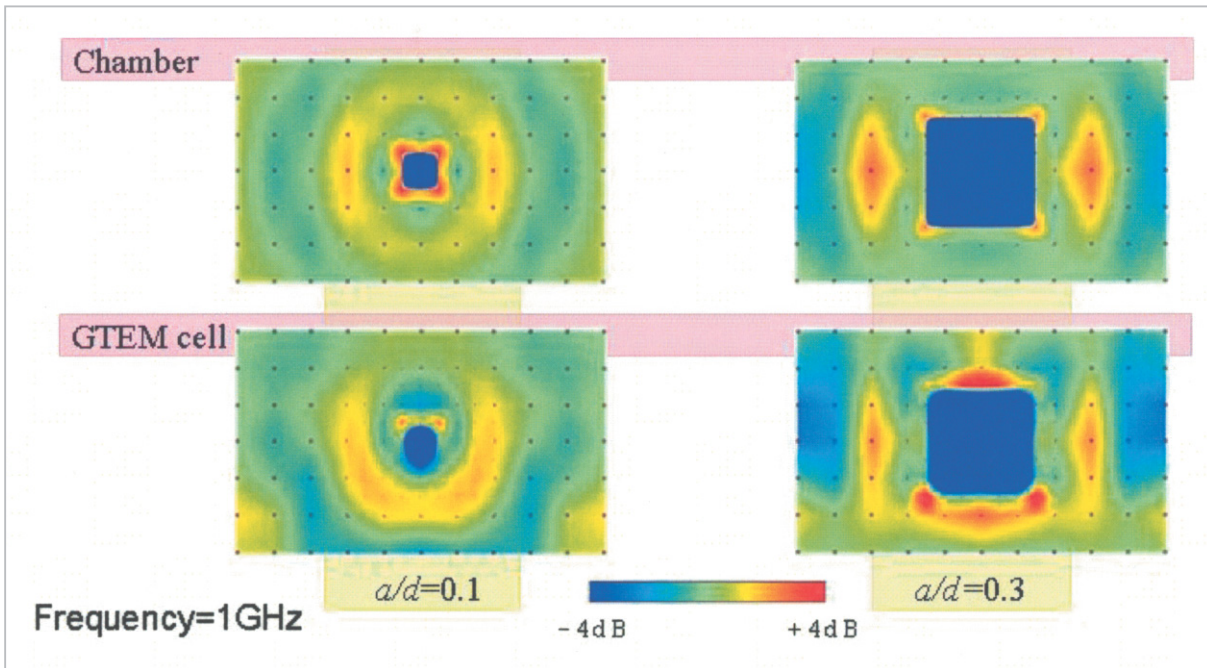 Chamber
GTEM cell
a/d=0.1
a/d=0.3
Frequency=1GHz
- 4dB
+ 4dB